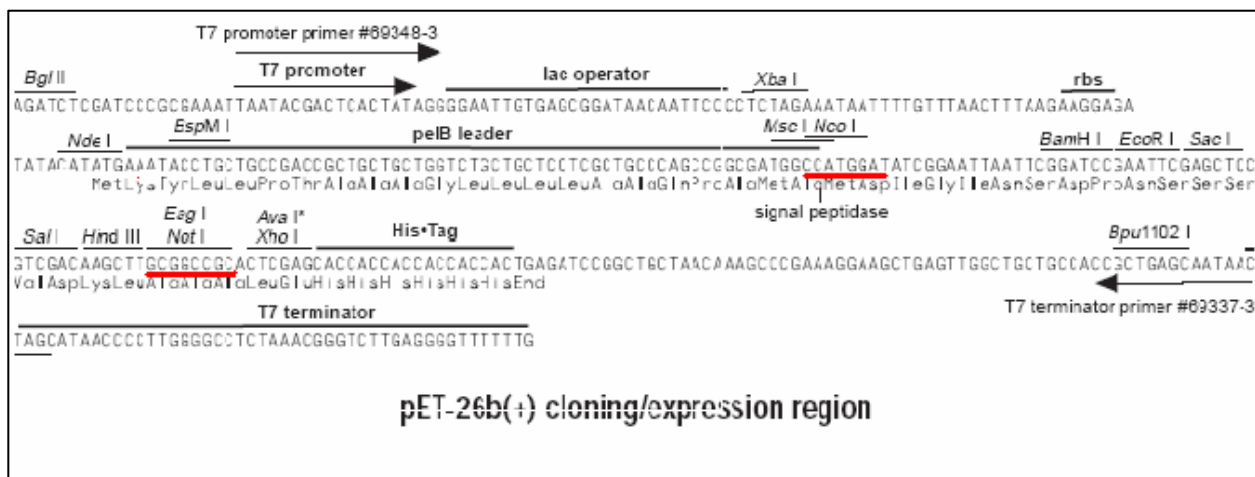 T7 promoter primer #69348-3
Bgl II T7 promoter lac operator Xba I rbs
AGATCTCGATCCCGCGAAATTAATACGACTCACTATAGGGGAATTGTGAGCGGATAACAATTCCCCTCTAGAAATAATTTTGTTTAACTTTAAGAAGGAGA
Nde I EspM I pelB leader Msc I Nco I BamH I EcoR I Sac I
TATACATATGAAATACCTGCTGCCGACCGCTGCTGCTGGTCTGCTGCTCCTCGCTGCCCAGCCGGCGATGGCCATGGATATCGGAATTAATTCGGATCCGAATTCGAGCTCC
MetLysTyrLeuLeuProThrAlaAlaAlaGlyLeuLeuLeuLeuAlaAlaGlnProAlaMetAlaMetAspIleGlyIleAsnSerAspProAsnSerSerSer
signal peptidase
Eag I Ava I*
Sal I Hind III Not I Xho I His•Tag Bpu1102 I
GTCGACAAGCTTGCGGCCGCACTCGAGCACCACCACCACCACCACTGAGATCCGGCTGCTAACAAAGCCCGAAAGGAAGCTGAGTTGGCTGCTGCCACCGCTGAGCAATAAC
ValAspLysLeuAlaAlaAlaLeuGluHisHisHisHisHisHisEnd
T7 terminator T7 terminator primer #69337-3
TAGCATAACCCCTTGGGGCCTCTAAACGGGTCTTGAGGGGTTTTTTG
pET-26b(+) cloning/expression region